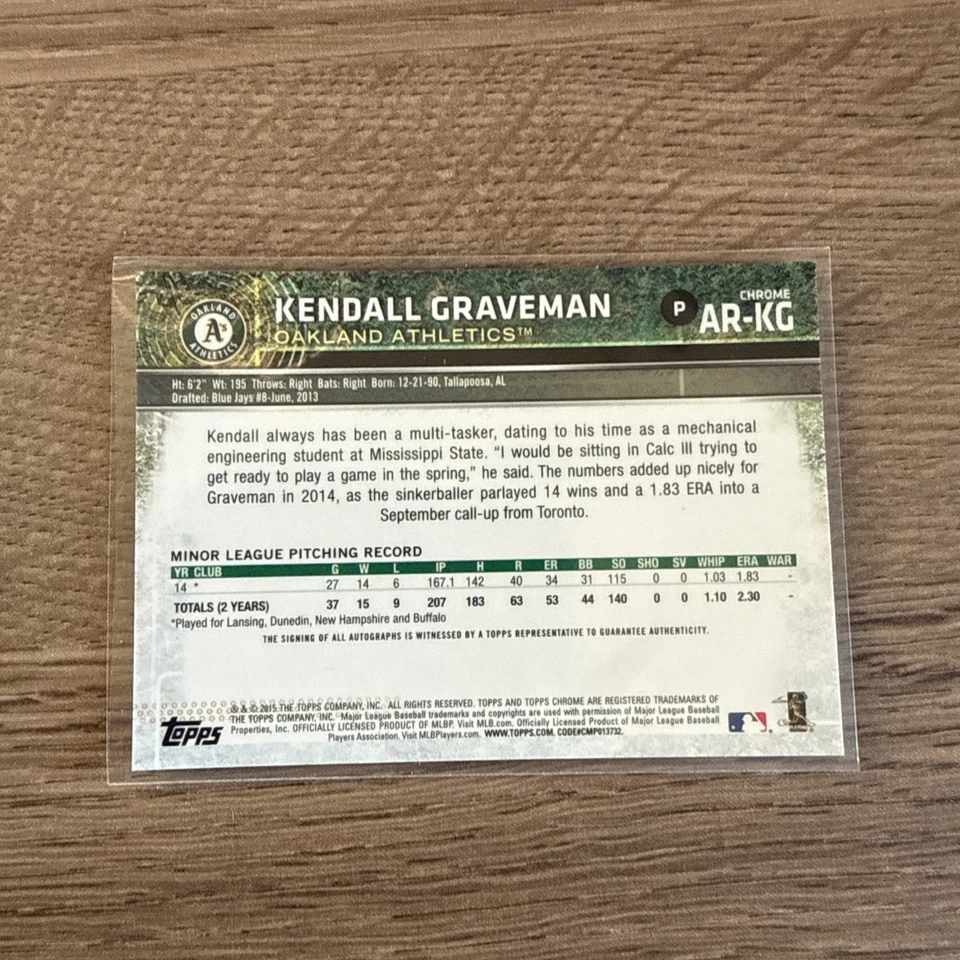 KENDALL GRAVEMAN
OAKLAND ATHLETICS™
OAKLAND
A's
ATHLETICS
P
CHROME
AR-KG
Ht: 6'2" Wt: 195 Throws: Right Bats: Right Born: 12-21-90, Tallapoosa, AL
Drafted: Blue Jays #8-June, 2013
Kendall always has been a multi-tasker, dating to his time as a mechanical
engineering student at Mississippi State. "I would be sitting in Calc III trying to
get ready to play a game in the spring," he said. The numbers added up nicely for
Graveman in 2014, as the sinkerballer parlayed 14 wins and a 1.83 ERA into a
September call-up from Toronto.
MINOR LEAGUE PITCHING RECORD
YR CLUB G W L IP H R ER BB SO SHO SV WHIP ERA WAR
14 * 27 14 6 167.1 142 40 34 31 115 0 0 1.03 1.83 -
TOTALS (2 YEARS) 37 15 9 207 183 63 53 44 140 0 0 1.10 2.30 -
*Played for Lansing, Dunedin, New Hampshire and Buffalo
THE SIGNING OF ALL AUTOGRAPHS IS WITNESSED BY A TOPPS REPRESENTATIVE TO GUARANTEE AUTHENTICITY.
® & © 2015 THE TOPPS COMPANY, INC. ALL RIGHTS RESERVED. TOPPS AND TOPPS CHROME ARE REGISTERED TRADEMARKS OF
THE TOPPS COMPANY, INC. Major League Baseball trademarks and copyrights are used with permission of Major League Baseball
Properties, Inc. OFFICIALLY LICENSED PRODUCT OF MLBP. Visit MLB.com. Officially Licensed Product of Major League Baseball
Players Association. Visit MLBPlayers.com. WWW.TOPPS.COM. CODE#CMP013732.
Topps